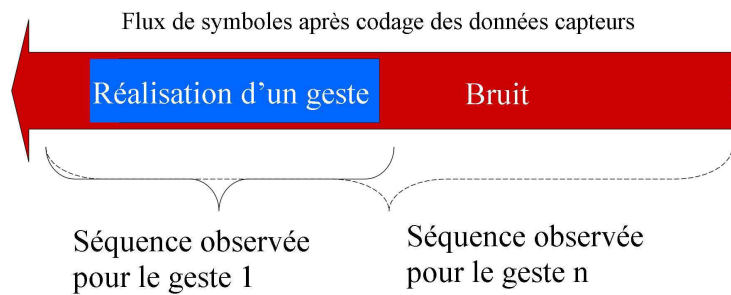 Flux de symboles après codage des données capteurs
Réalisation d'un geste
Bruit
Séquence observée
pour le geste 1
Séquence observée
pour le geste n